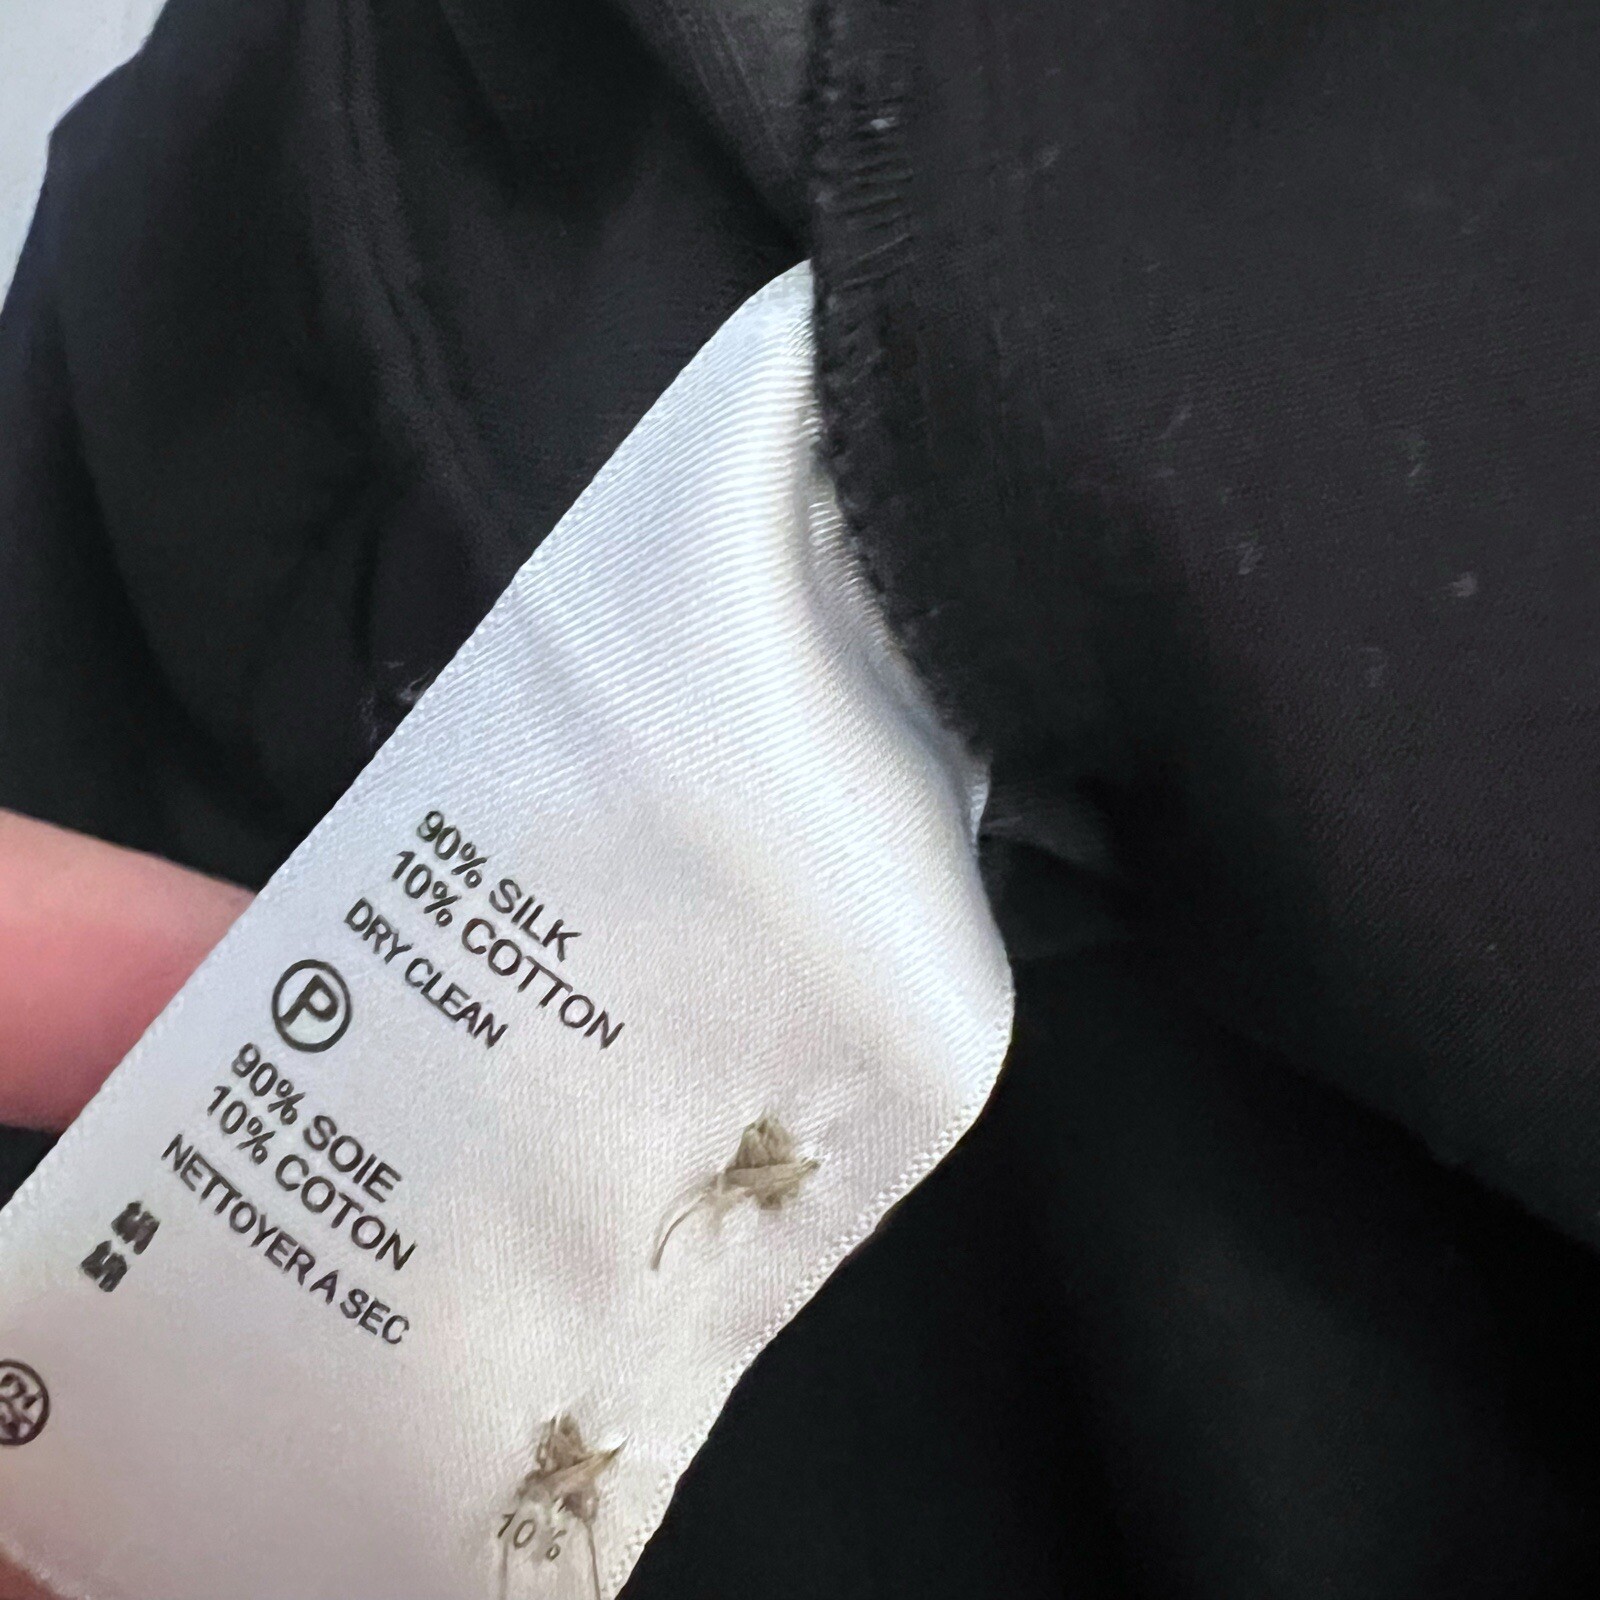 90% SILK
10% COTTON
DRY CLEAN
P
90% SOIE
10% COTON
NETTOYER A SEC
10%